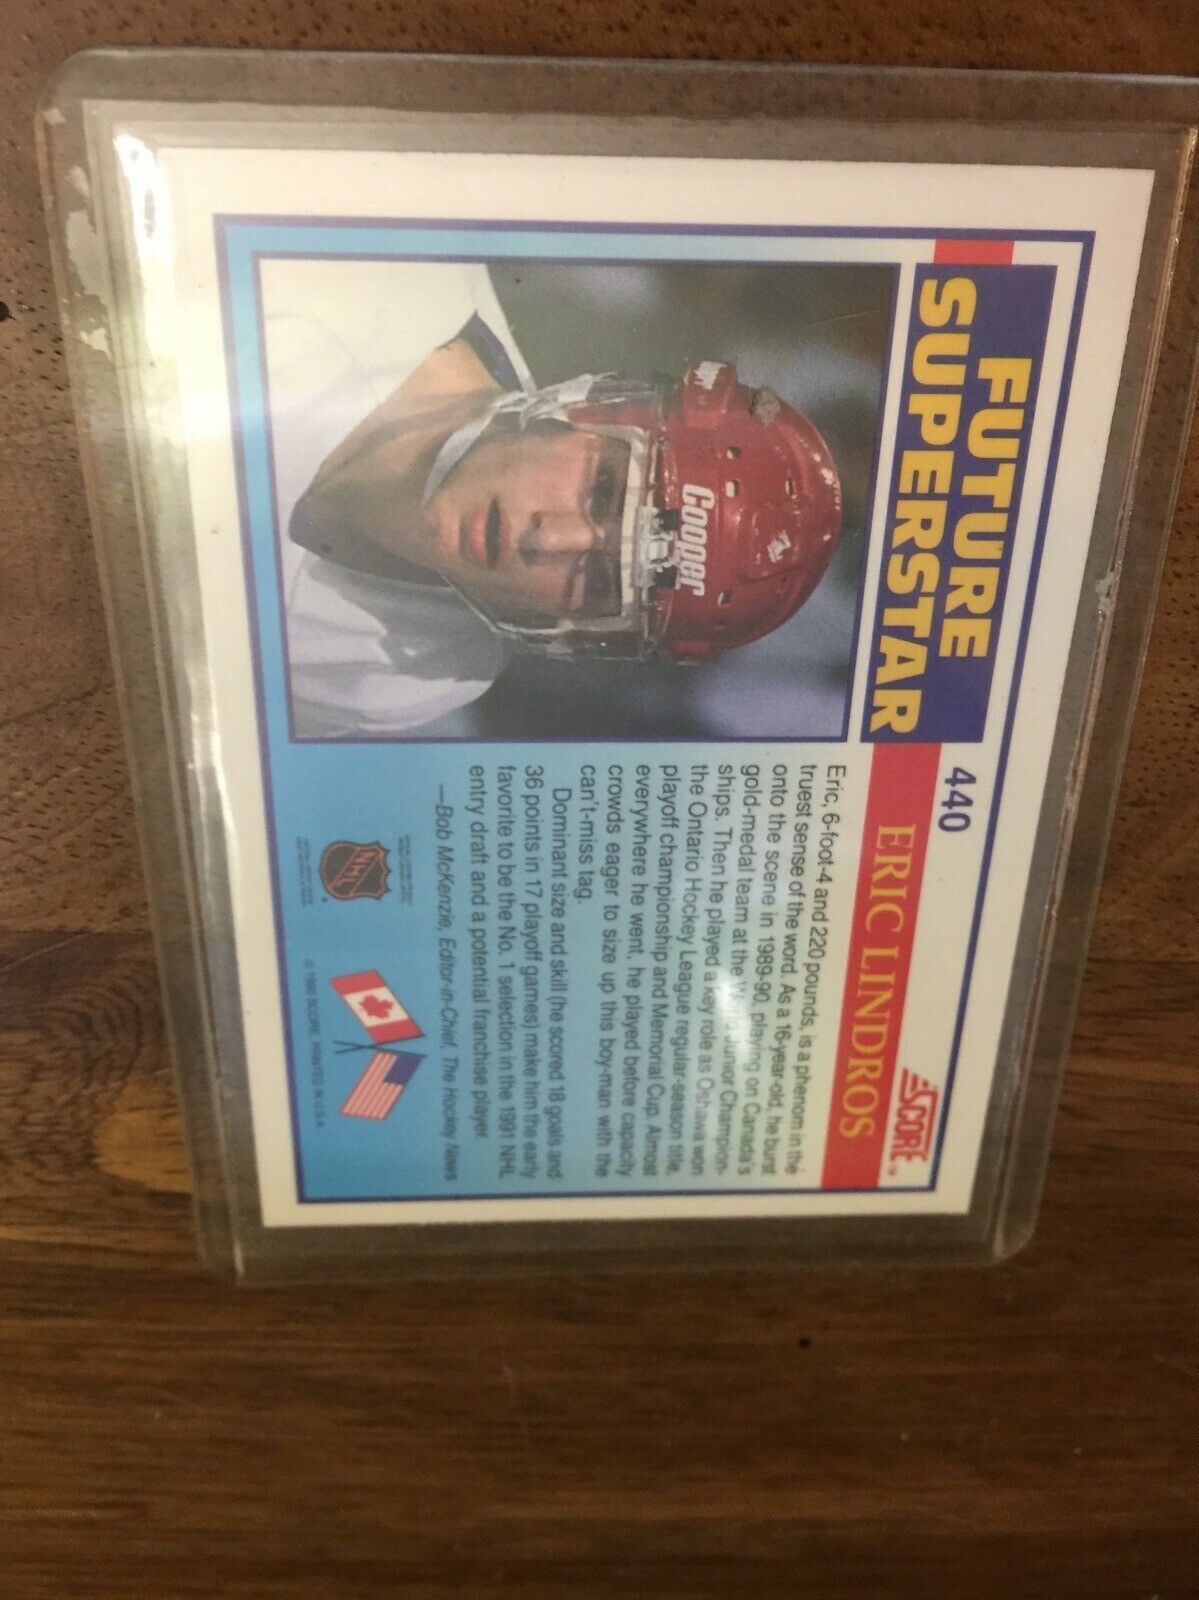 FUTURE
SUPERSTAR
440
SCORE
ERIC LINDROS
Cooper
Eric, 6-foot-4 and 220 pounds, is a phenom in the
truest sense of the word. As a 16-year-old, he burst
onto the scene in 1989-90, playing on Canada's
gold-medal team at the World Junior Champion-
ships. Then he played a key role as Oshawa won
the Ontario Hockey League regular-season title,
playoff championship and Memorial Cup. Almost
everywhere he went, he played before capacity
crowds eager to size up this boy-man with the
can't-miss tag.
Dominant size and skill (he scored 18 goals and
36 points in 17 playoff games) make him the early
favorite to be the No. 1 selection in the 1991 NHL
entry draft and a potential franchise player.
—Bob McKenzie, Editor-in-Chief, The Hockey News
NHL
© 1990 SCORE, PRINTED IN U.S.A.